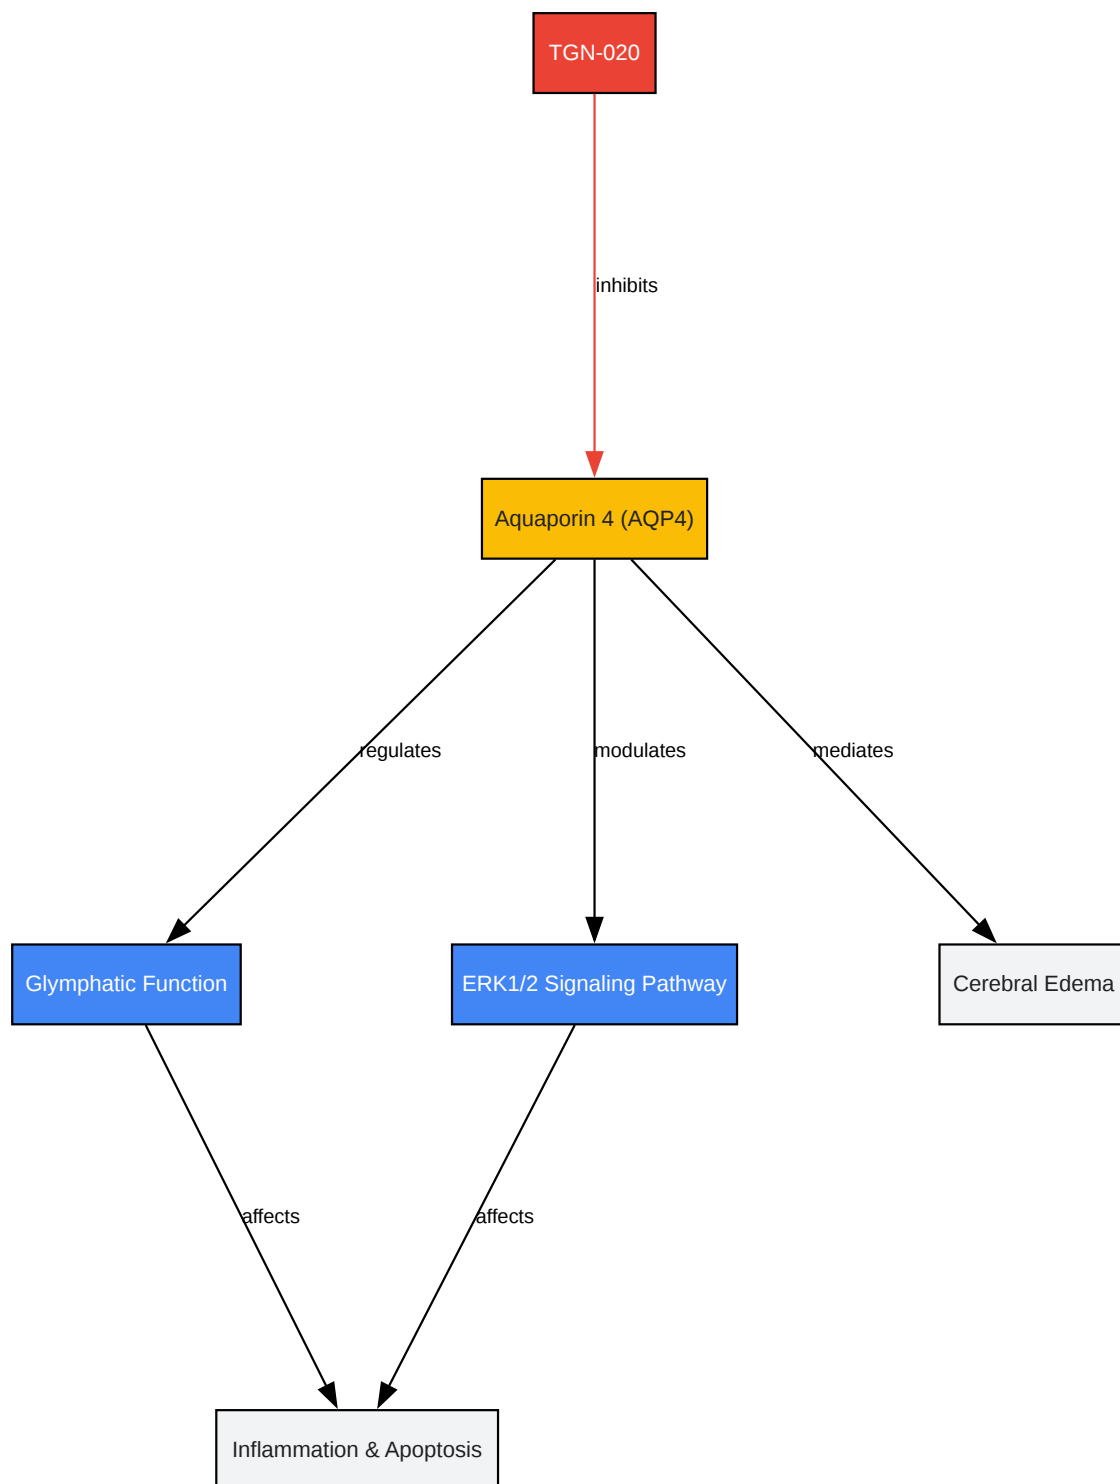 TGN-020
inhibits
Aquaporin 4 (AQP4)
regulates
modulates
mediates
Glymphatic Function
ERK1/2 Signaling Pathway
Cerebral Edema
affects
affects
Inflammation & Apoptosis